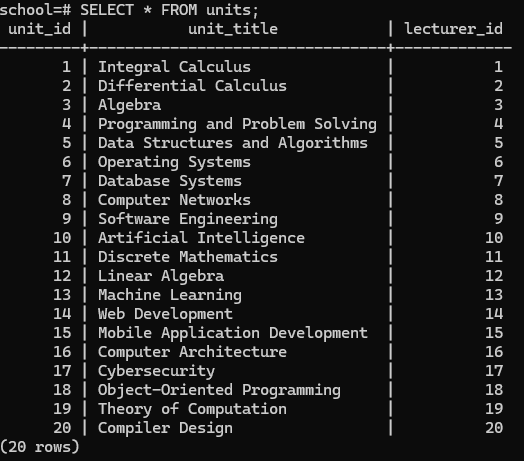 school=# SELECT * FROM units;
 unit_id |           unit_title            | lecturer_id
---------+---------------------------------+-------------
       1 | Integral Calculus               |           1
       2 | Differential Calculus           |           2
       3 | Algebra                         |           3
       4 | Programming and Problem Solving |           4
       5 | Data Structures and Algorithms  |           5
       6 | Operating Systems               |           6
       7 | Database Systems                |           7
       8 | Computer Networks               |           8
       9 | Software Engineering            |           9
      10 | Artificial Intelligence         |          10
      11 | Discrete Mathematics            |          11
      12 | Linear Algebra                  |          12
      13 | Machine Learning                |          13
      14 | Web Development                 |          14
      15 | Mobile Application Development  |          15
      16 | Computer Architecture           |          16
      17 | Cybersecurity                   |          17
      18 | Object-Oriented Programming     |          18
      19 | Theory of Computation           |          19
      20 | Compiler Design                 |          20
(20 rows)